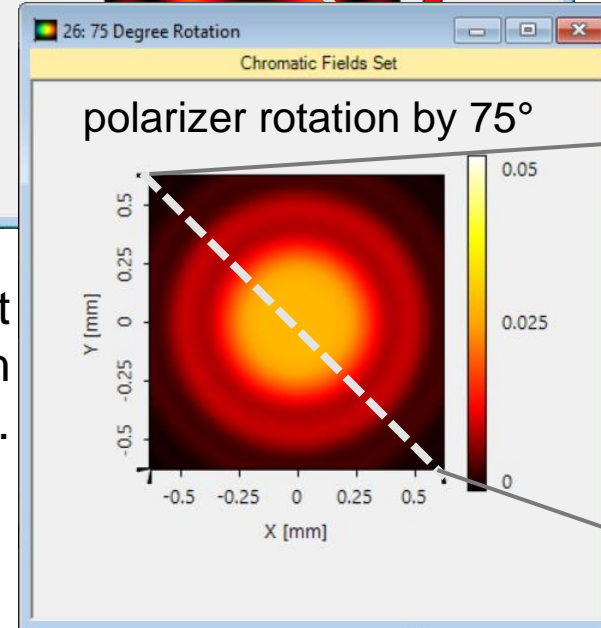 26: 75 Degree Rotation
Chromatic Fields Set
polarizer rotation by 75°
0.05
0.025
0
Y [mm]
0.5
0.25
0
-0.25
-0.5
-0.5 -0.25 0 0.25 0.5
X [mm]
t
n
.